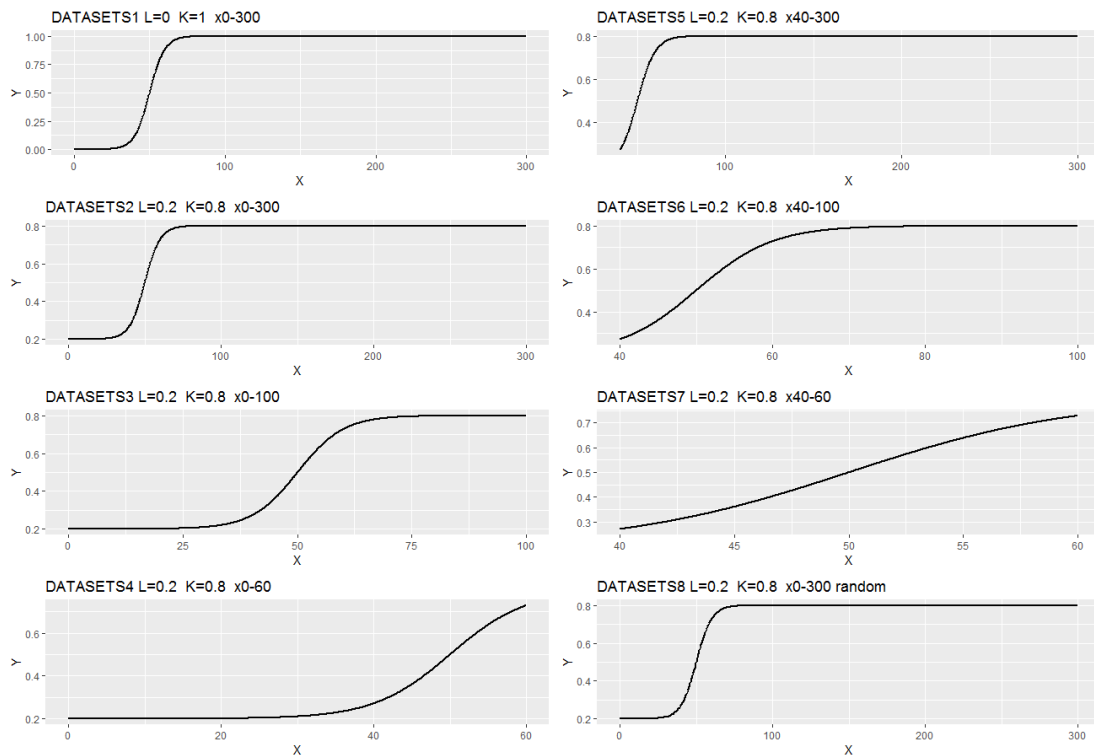 DATASETS1 L=0  K=1  x0-300
1.00
0.75
0.50
0.25
0.00
Y
0 100 200 300
X
DATASETS2 L=0.2  K=0.8  x0-300
0.8
0.6
0.4
0.2
Y
0 100 200 300
X
DATASETS3 L=0.2  K=0.8  x0-100
0.8
0.6
0.4
0.2
Y
0 25 50 75 100
X
DATASETS4 L=0.2  K=0.8  x0-60
0.6
0.4
0.2
Y
0 20 40 60
X
DATASETS5 L=0.2  K=0.8  x40-300
0.8
0.6
0.4
Y
100 200 300
X
DATASETS6 L=0.2  K=0.8  x40-100
0.8
0.6
0.4
Y
40 60 80 100
X
DATASETS7 L=0.2  K=0.8  x40-60
0.7
0.6
0.5
0.4
0.3
Y
40 45 50 55 60
X
DATASETS8 L=0.2  K=0.8  x0-300 random
0.8
0.6
0.4
0.2
Y
0 100 200 300
X